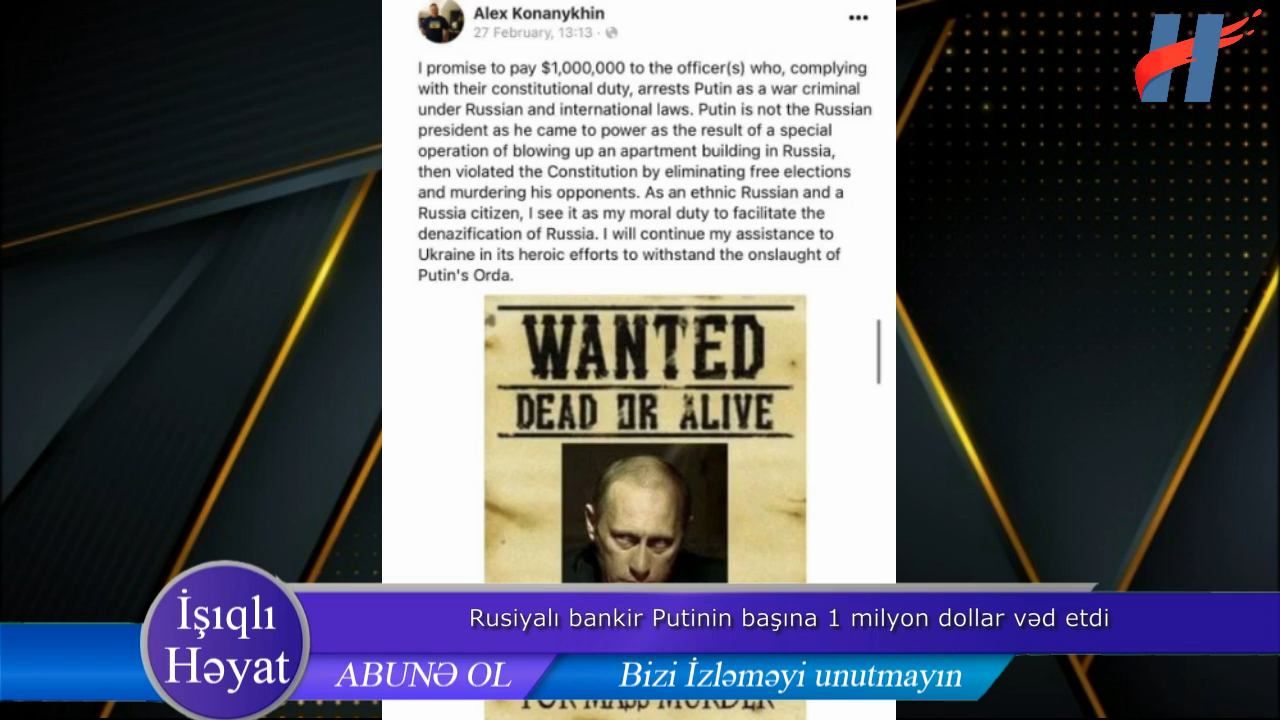 Alex Konanykhin
27 February, 13:13 ·
I promise to pay $1,000,000 to the officer(s) who, complying
with their constitutional duty, arrests Putin as a war criminal
under Russian and international laws. Putin is not the Russian
president as he came to power as the result of a special
operation of blowing up an apartment building in Russia,
then violated the Constitution by eliminating free elections
and murdering his opponents. As an ethnic Russian and a
Russia citizen, I see it as my moral duty to facilitate the
denazification of Russia. I will continue my assistance to
Ukraine in its heroic efforts to withstand the onslaught of
Putin's Orda.
WANTED
DEAD OR ALIVE
Rusiyalı bankir Putinin başına 1 milyon dollar vəd etdi
İşıqlı
Həyat
ABUNƏ OL
Bizi İzləməyi unutmayın
FOR MASS MURDER